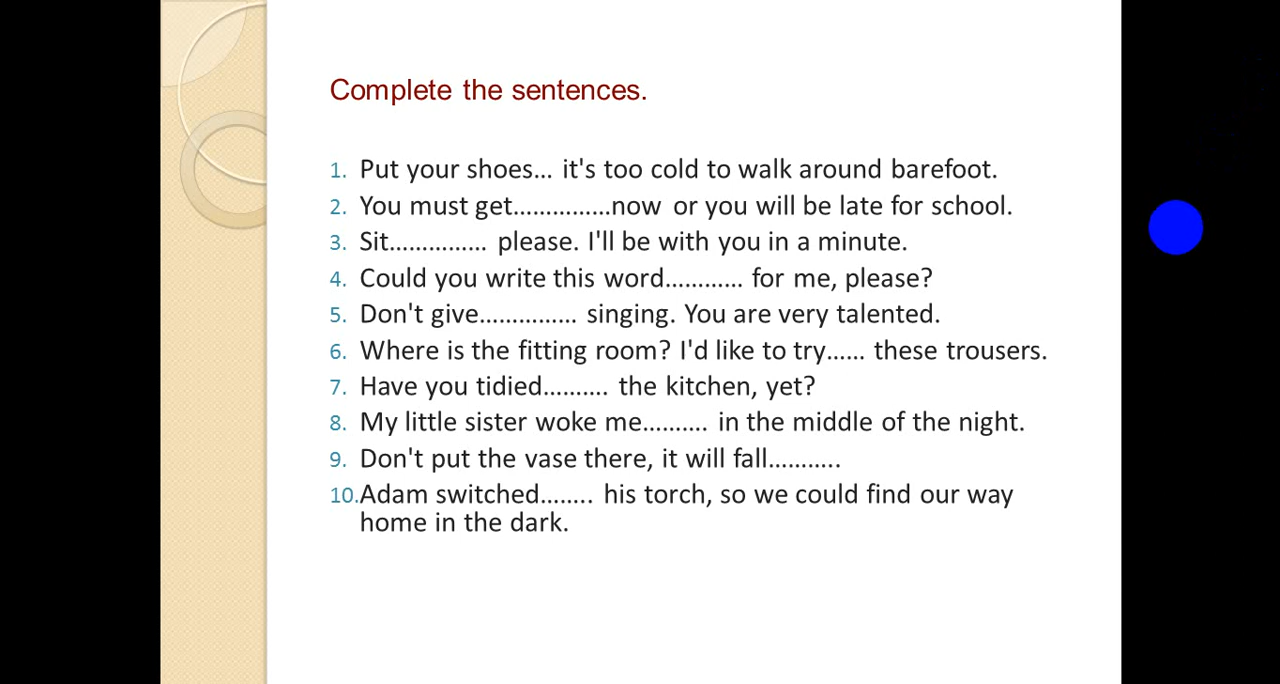 Complete the sentences.
1. Put your shoes... it's too cold to walk around barefoot.
2. You must get...............now or you will be late for school.
3. Sit............... please. I'll be with you in a minute.
4. Could you write this word............ for me, please?
5. Don't give............... singing. You are very talented.
6. Where is the fitting room? I'd like to try...... these trousers.
7. Have you tidied.......... the kitchen, yet?
8. My little sister woke me.......... in the middle of the night.
9. Don't put the vase there, it will fall...........
10.Adam switched........ his torch, so we could find our way
home in the dark.